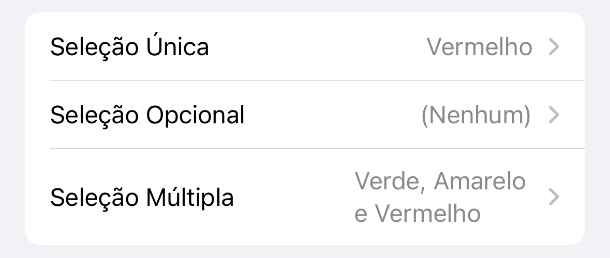 Seleção Única
Vermelho
Seleção Opcional
(Nenhum)
Seleção Múltipla
Verde, Amarelo
e Vermelho